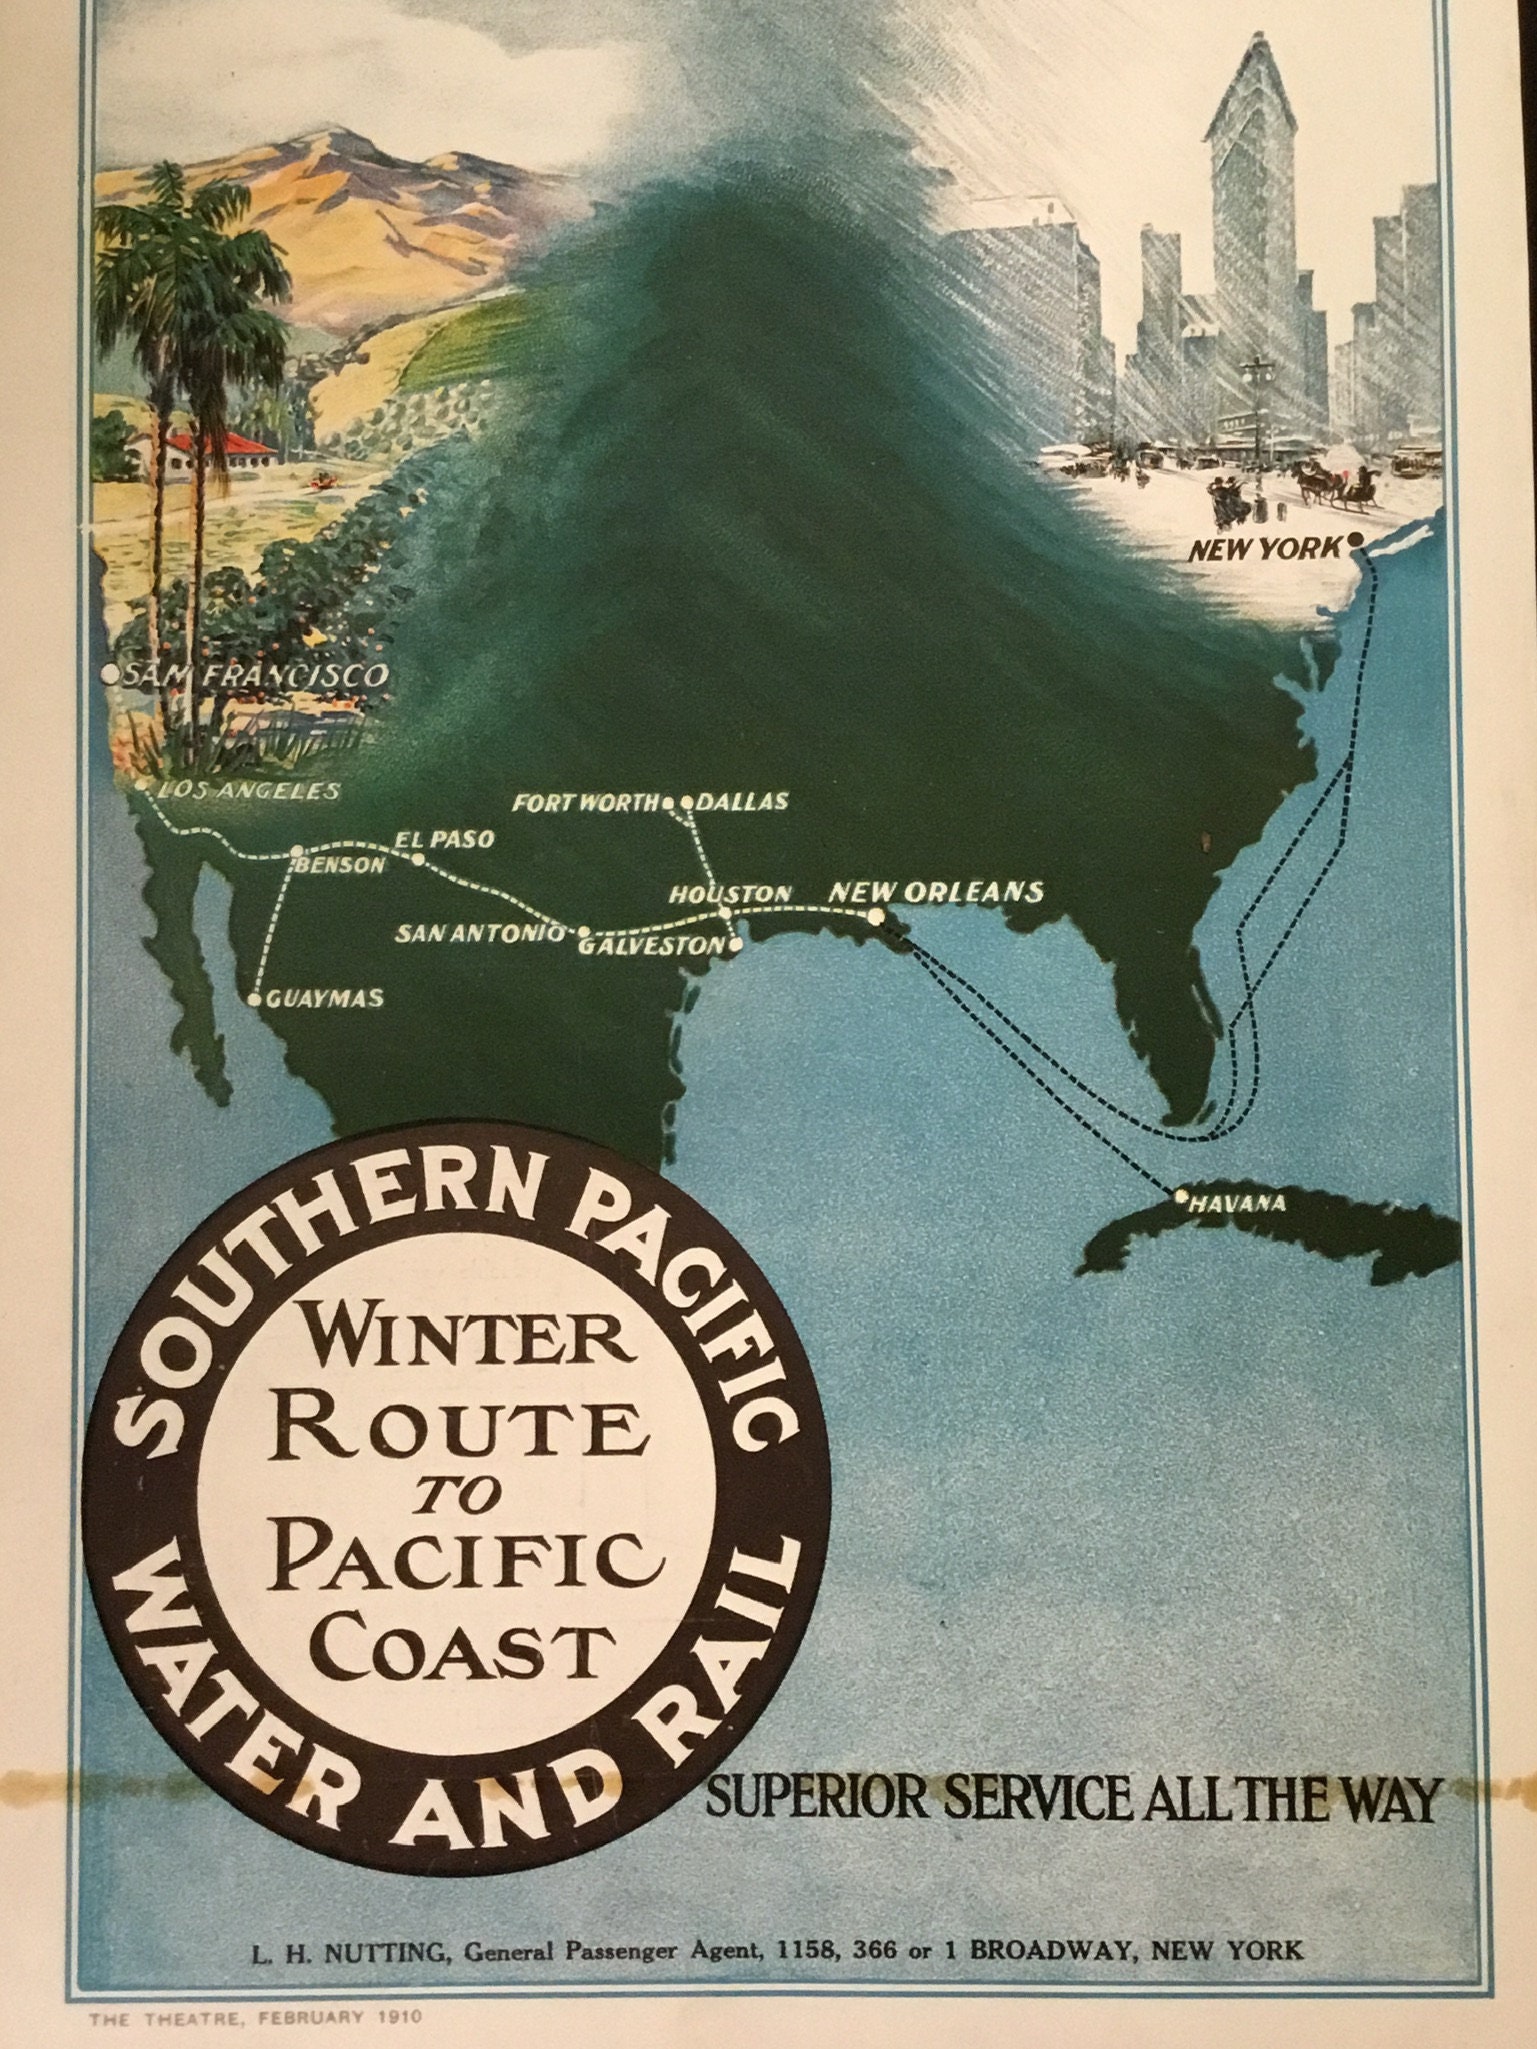 NEW YORK
SAN FRANCISCO
LOS ANGELES
FORT WORTH
DALLAS
EL PASO
BENSON
HOUSTON
NEW ORLEANS
SAN ANTONIO
GALVESTON
GUAYMAS
HAVANA
SOUTHERN PACIFIC
WINTER
ROUTE
TO
PACIFIC
COAST
WATER AND RAIL
SUPERIOR SERVICE ALL THE WAY
L. H. NUTTING, General Passenger Agent, 1158, 366 or 1 BROADWAY, NEW YORK
THE THEATRE, FEBRUARY 1910